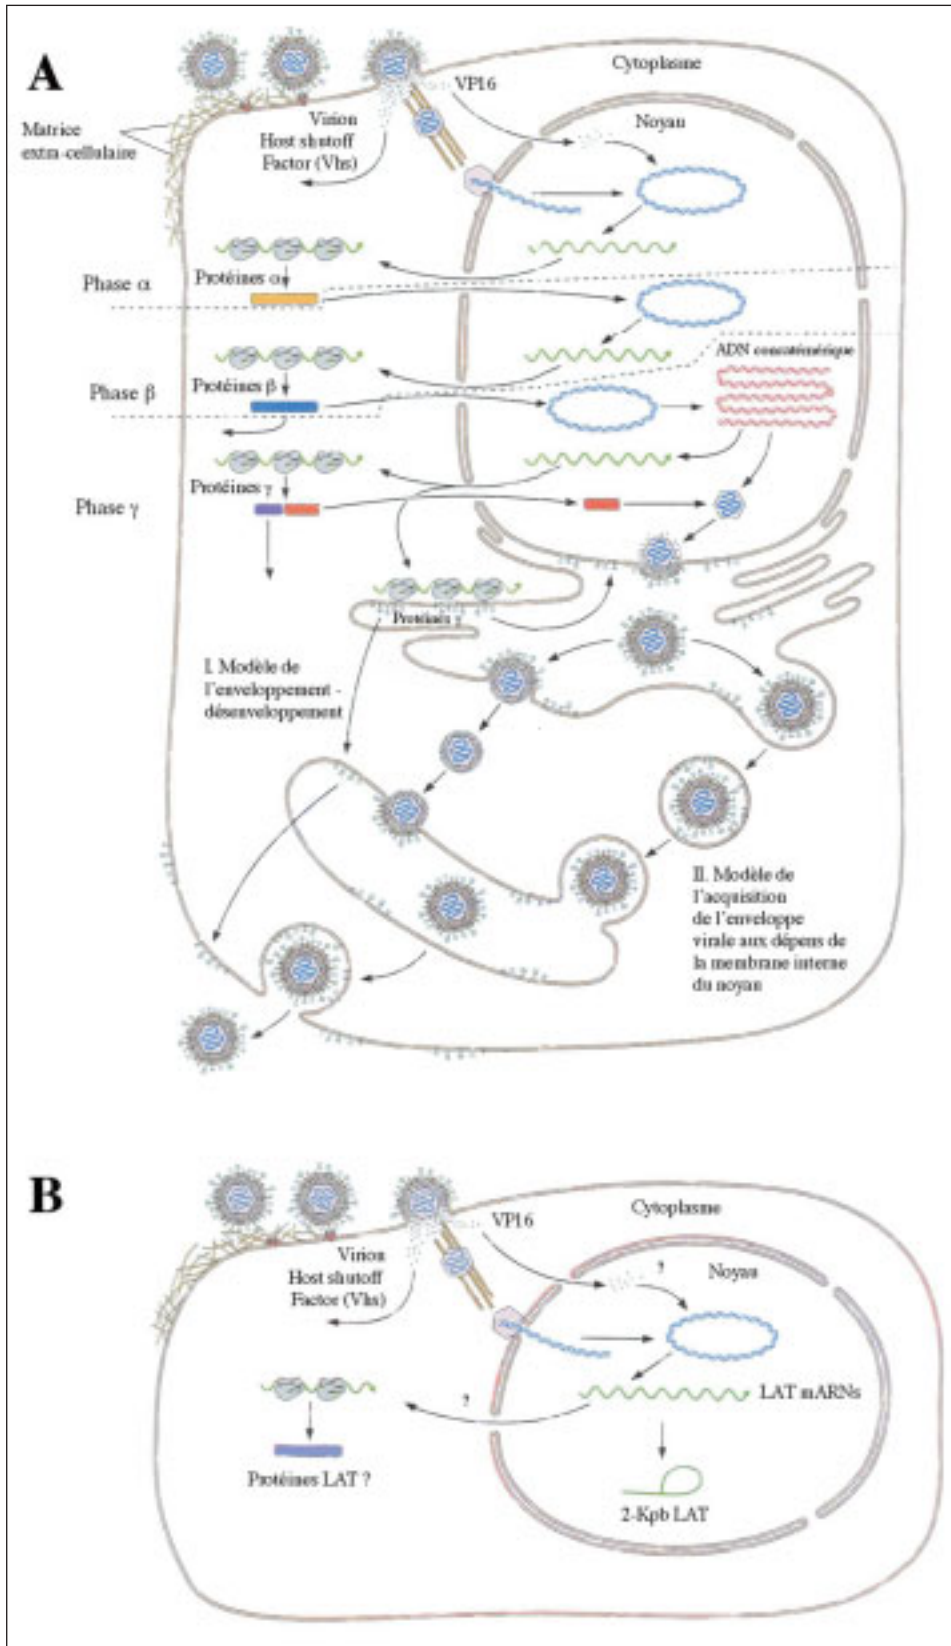 A
Cytoplasme
VP16
Noyau
Matrice
extra-cellulaire
Virion
Host shutoff
Factor (Vhs)
Phase α
Protéines α
ADN concatémérique
Phase β
Protéines β
Phase γ
Protéines γ
Protéines γ
I. Modèle de
l'enveloppement -
désenveloppement
II. Modèle de
l'acquisition
de l'enveloppe
virale aux dépens de
la membrane interne
du noyau
B
VP16
Cytoplasme
Virion
Host shutoff
Factor (Vhs)
?
Noyau
LAT mARNs
?
Protéines LAT ?
2-Kpb LAT